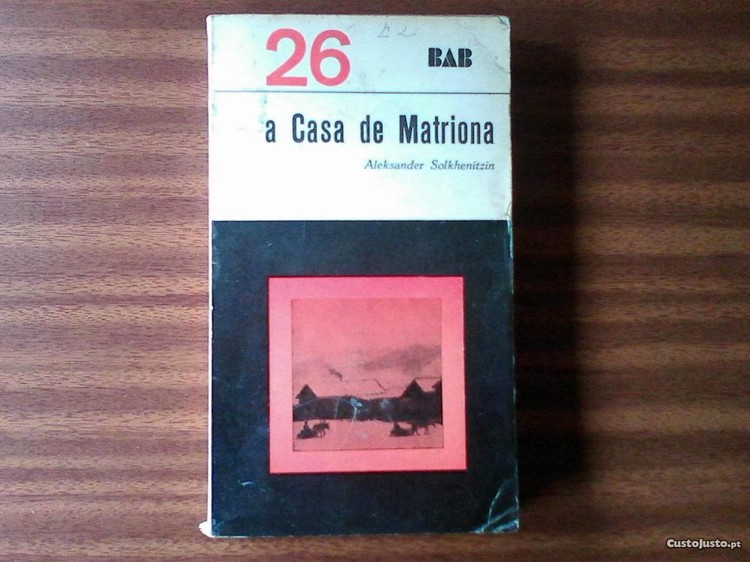 26
BAB
a Casa de Matriona
Aleksander Solkhenitzin
CustoJusto.pt